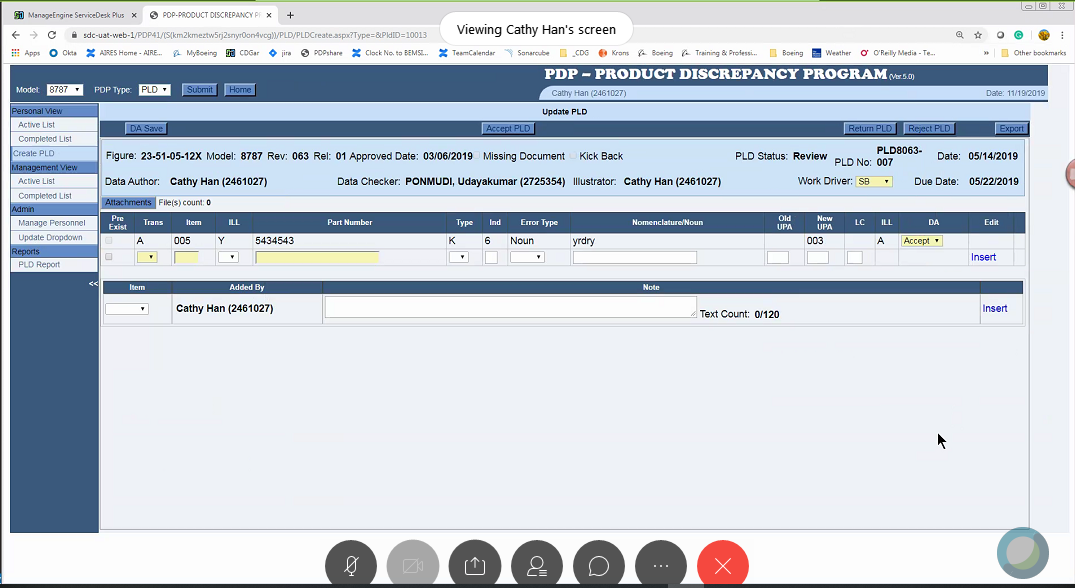 ManageEngine ServiceDesk Plus
PDP-PRODUCT DISCREPANCY P
Viewing Cathy Han's screen
sdc-uat-web-1/PDP41/(S(km2kmeztw5rj2snyr0on4vcg))/PLD/PLDCreate.aspx?Type=&PldID=10013
Apps Okta AIRES Home - AIRE... MyBoeing CDGar jira PDPshare Clock No. to BEMSI... TeamCalendar Sonarcube _CDG Krons Boeing Training & Professi... Boeing Weather O'Reilly Media - Te... » Other bookmarks
PDP – PRODUCT DISCREPANCY PROGRAM (Ver 5.0)
Model: 8787 PDP Type: PLD Submit Home
Cathy Han (2461027) Date: 11/19/2019
Personal View
Active List
Completed List
Create PLD
Management View
Active List
Completed List
Admin
Manage Personnel
Update Dropdown
Reports
PLD Report
<<
Update PLD
DA Save Accept PLD Return PLD Reject PLD Export
Figure: 23-51-05-12X Model: 8787 Rev: 063 Rel: 01 Approved Date: 03/06/2019 Missing Document Kick Back PLD Status: Review PLD No: PLD8063-007 Date: 05/14/2019
Data Author: Cathy Han (2461027) Data Checker: PONMUDI, Udayakumar (2725354) Illustrator: Cathy Han (2461027) Work Driver: SB Due Date: 05/22/2019
Attachments File(s) count: 0
Pre Exist Trans Item ILL Part Number Type Ind Error Type Nomenclature/Noun Old UPA New UPA LC ILL DA Edit
A 005 Y 5434543 K 6 Noun yrdry 003 A Accept
Insert
Item Added By Note
Cathy Han (2461027) Text Count: 0/120 Insert